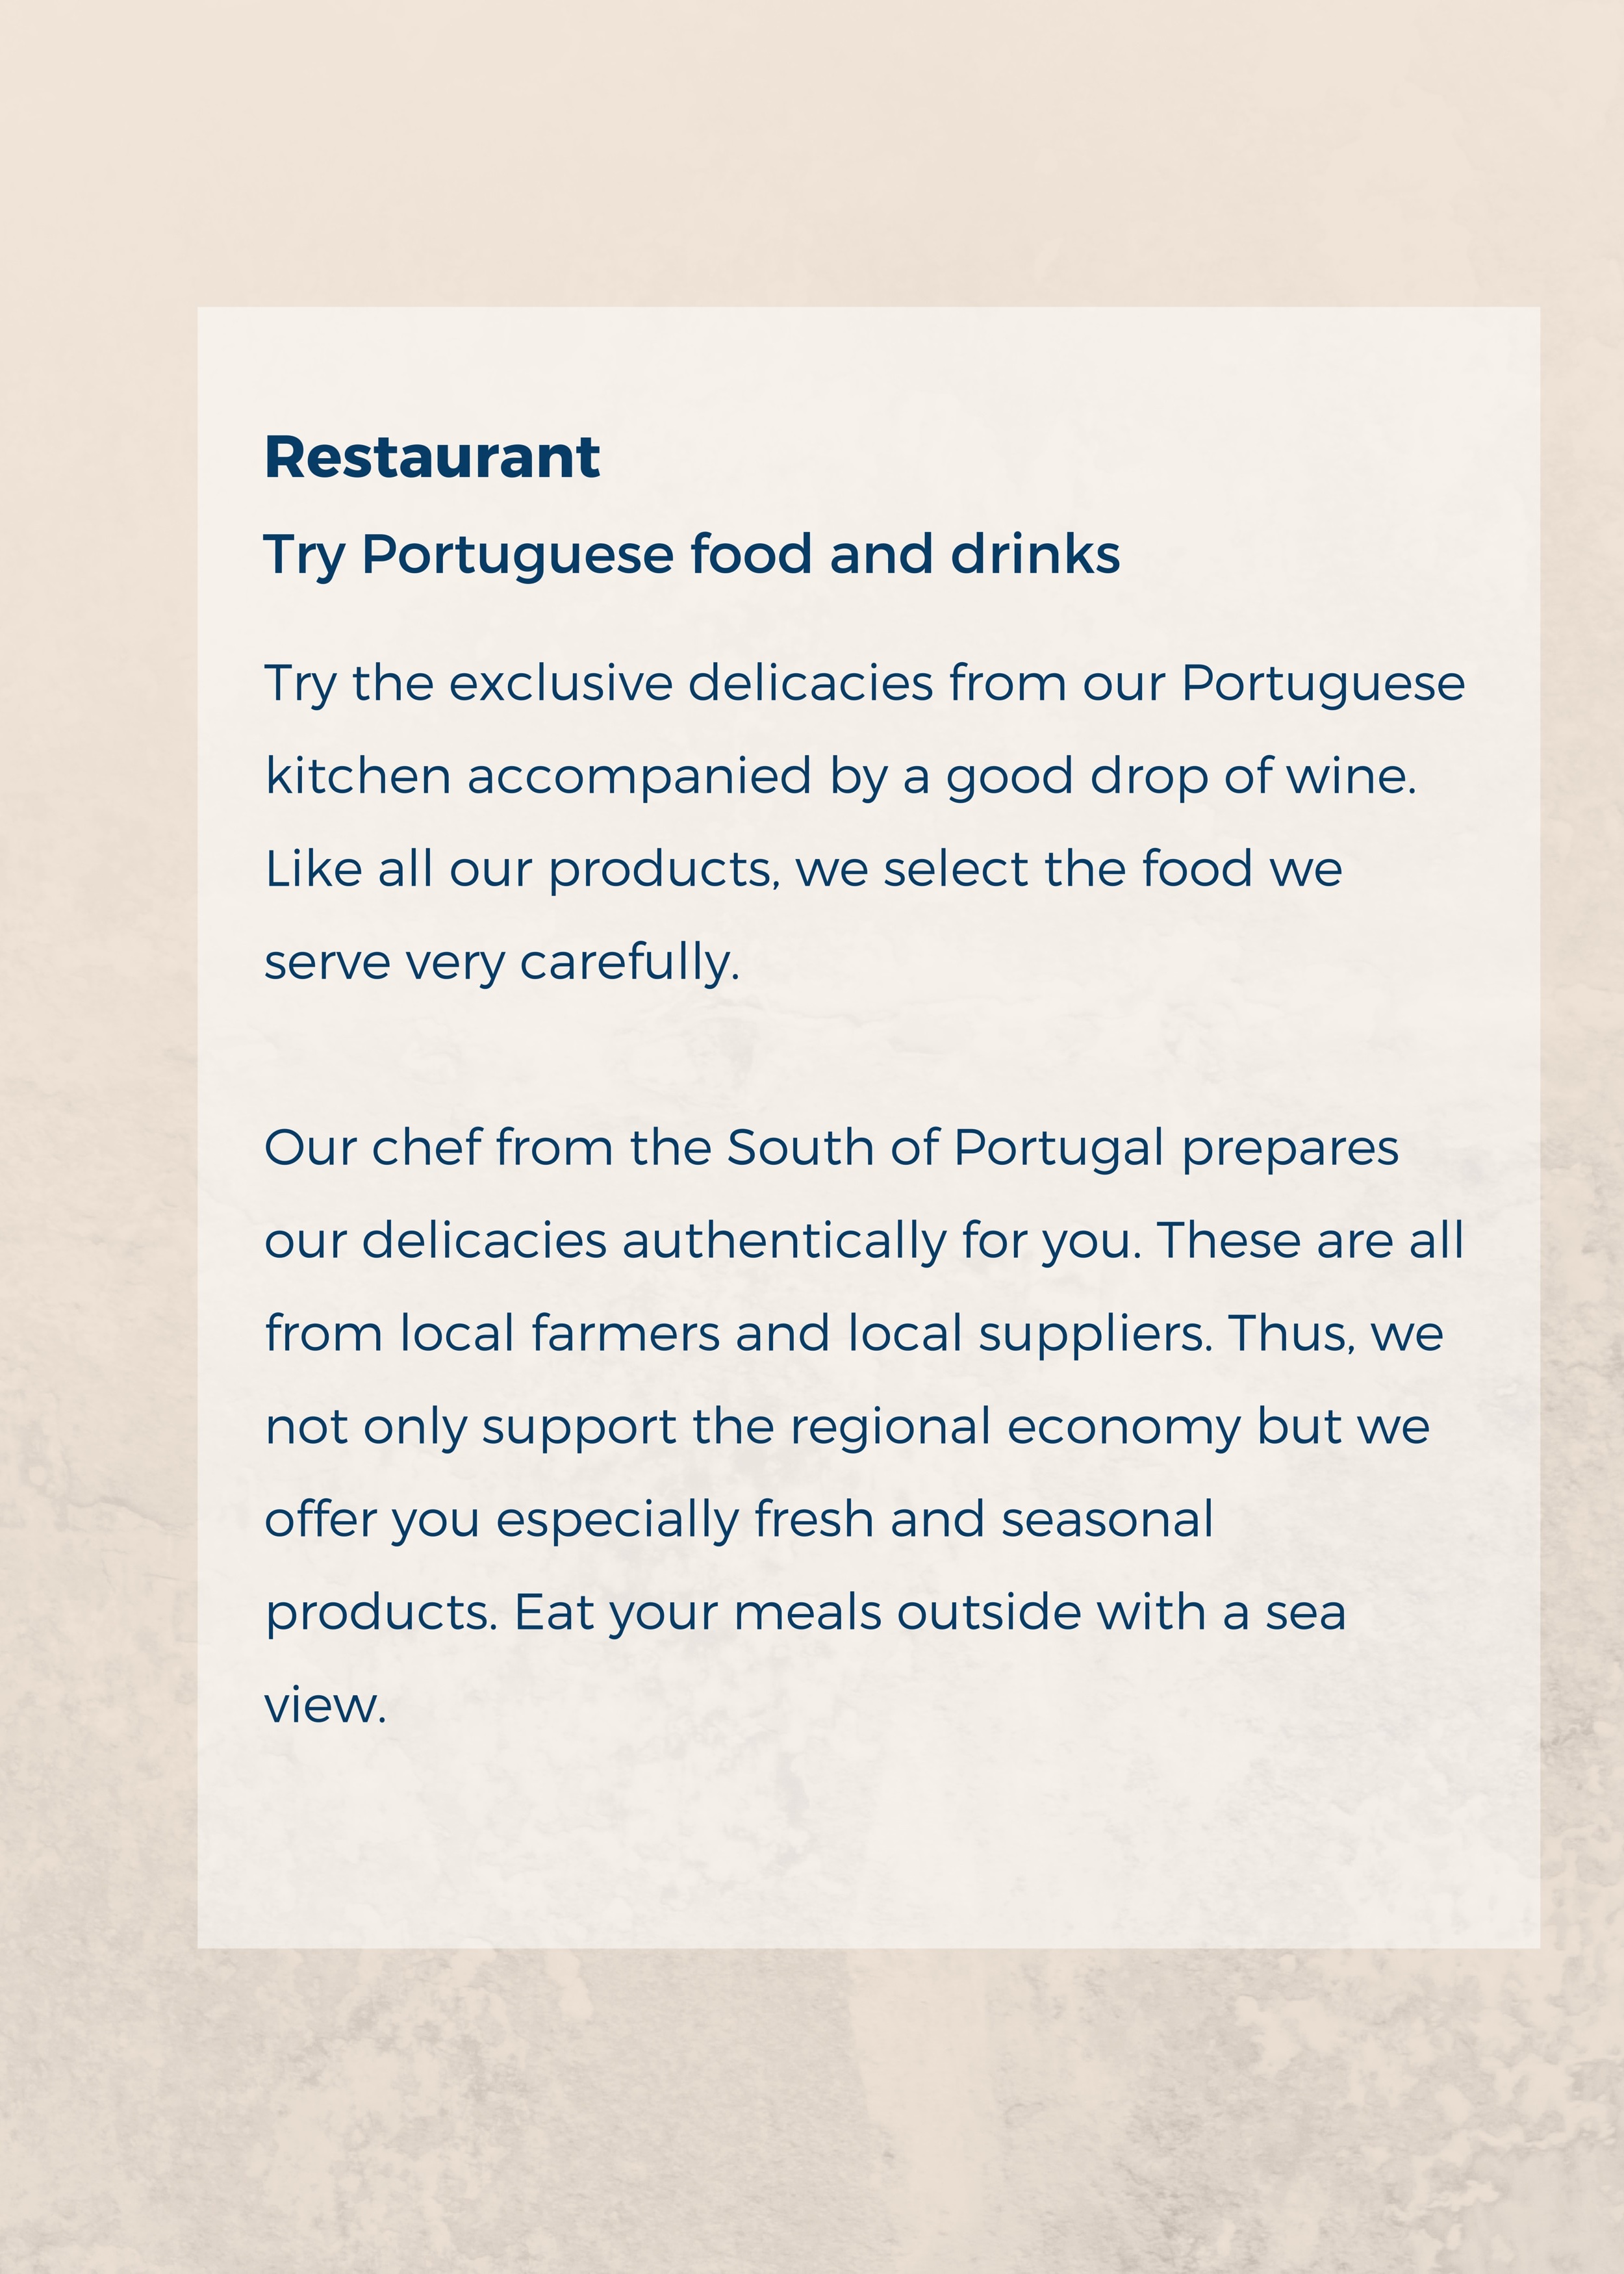 Restaurant
Try Portuguese food and drinks
Try the exclusive delicacies from our Portuguese
kitchen accompanied by a good drop of wine.
Like all our products, we select the food we
serve very carefully.
Our chef from the South of Portugal prepares
our delicacies authentically for you. These are all
from local farmers and local suppliers. Thus, we
not only support the regional economy but we
offer you especially fresh and seasonal
products. Eat your meals outside with a sea
view.